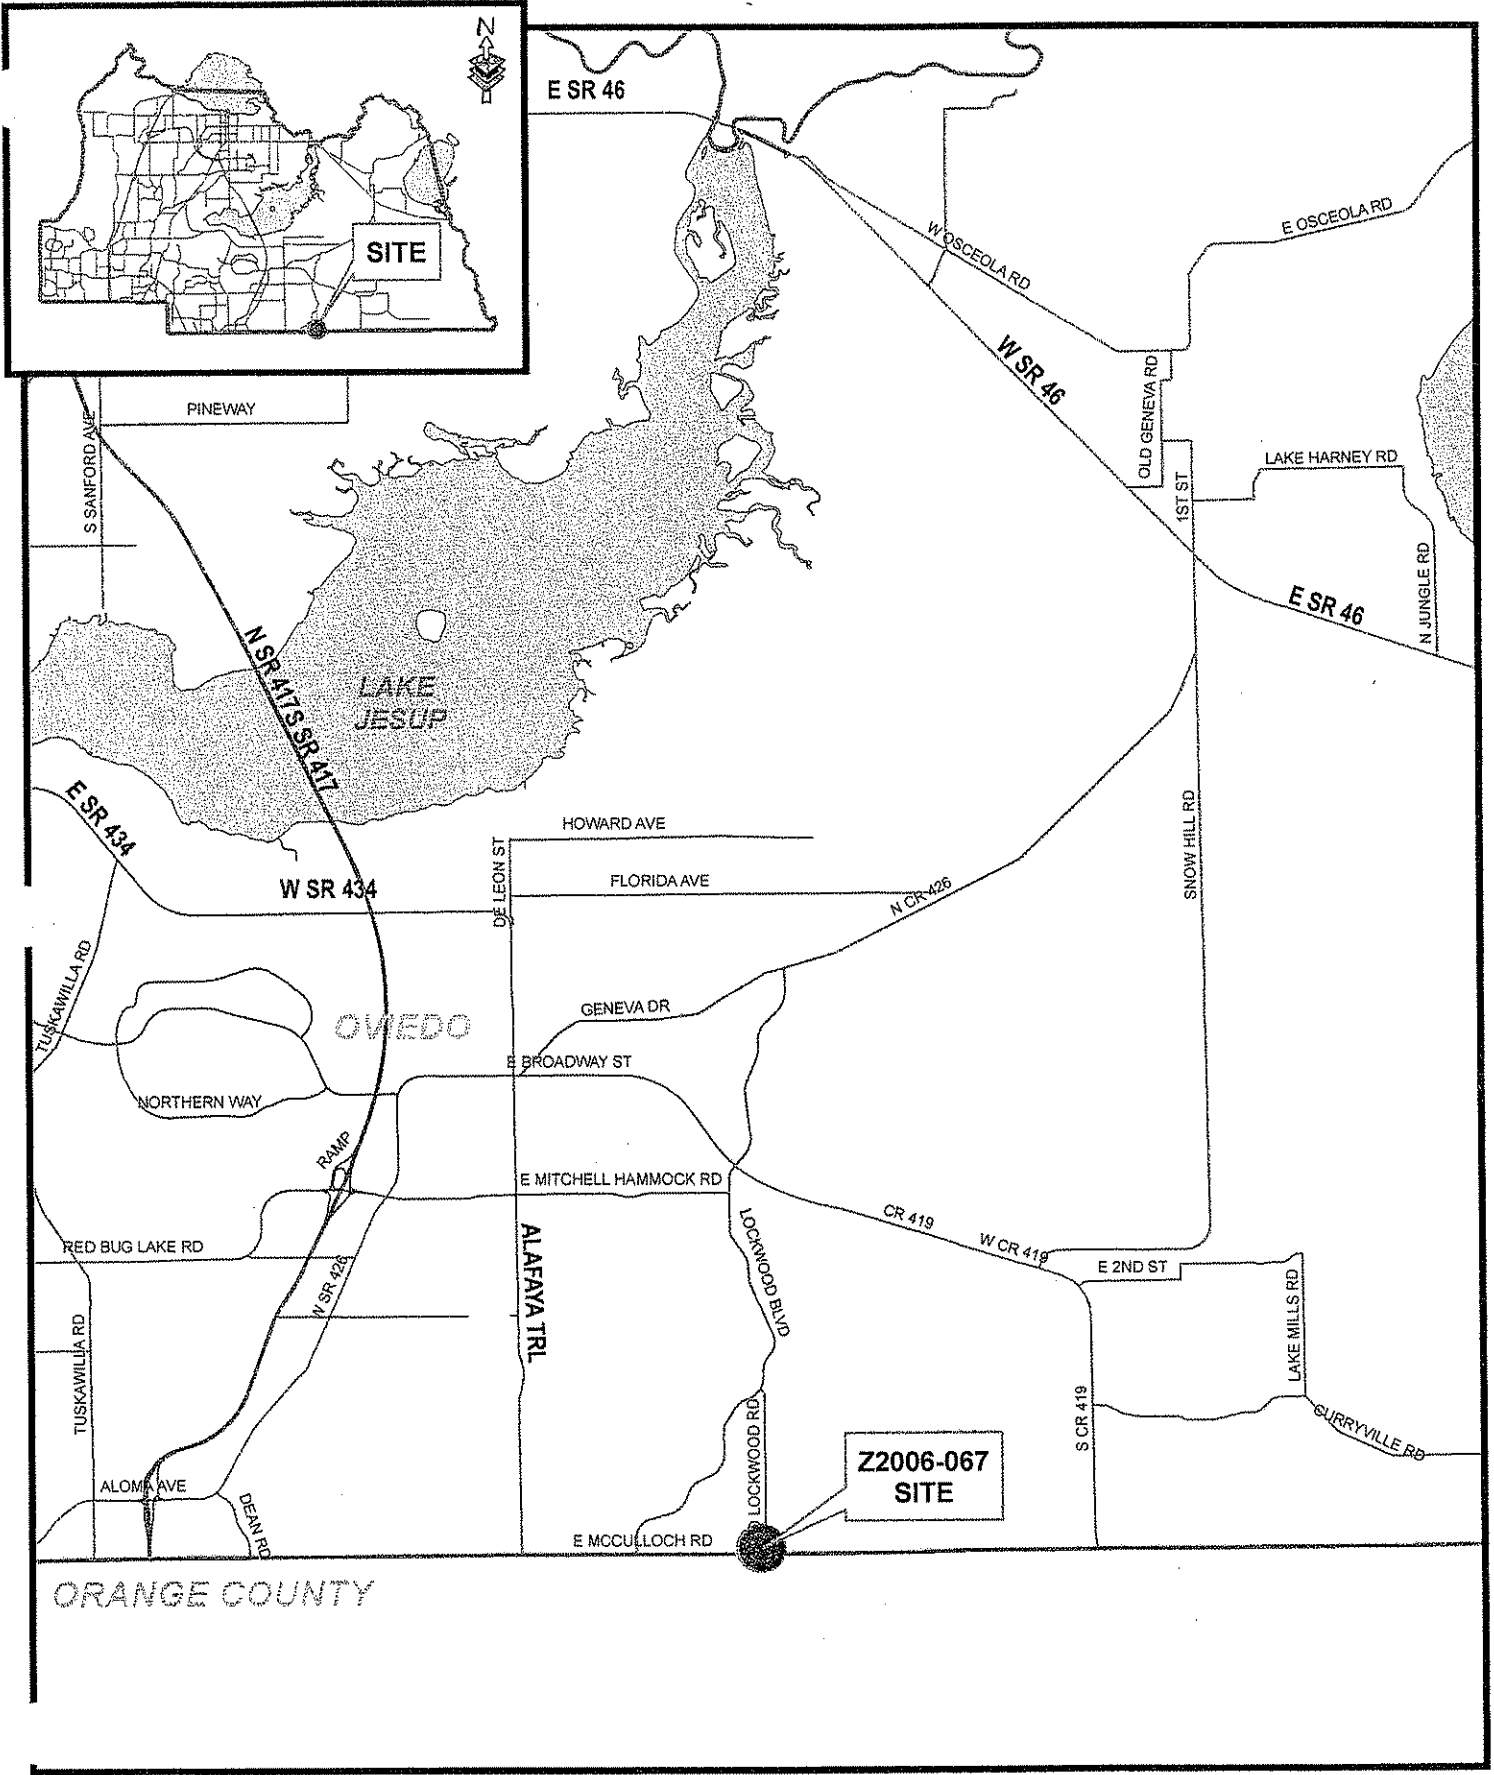 N
SITE
E SR 46
W OSCEOLA RD
E OSCEOLA RD
W SR 46
OLD GENEVA RD
PINEWAY
S SANFORD AVE
LAKE HARNEY RD
1ST ST
N JUNGLE RD
E SR 46
N SR 417
S SR 417
LAKE
JESUP
E SR 434
HOWARD AVE
DE LEON ST
FLORIDA AVE
W SR 434
N CR 426
SNOW HILL RD
TUSKAWILLA RD
GENEVA DR
OVIEDO
E BROADWAY ST
NORTHERN WAY
RAMP
E MITCHELL HAMMOCK RD
CR 419
W CR 419
RED BUG LAKE RD
W SR 426
ALAFAYA TRL
LOCKWOOD BLVD
E 2ND ST
LAKE MILLS RD
TUSKAWILLA RD
S CR 419
CURRYVILLE RD
LOCKWOOD RD
Z2006-067
SITE
ALOMA AVE
DEAN RD
E MCCULLOCH RD
ORANGE COUNTY